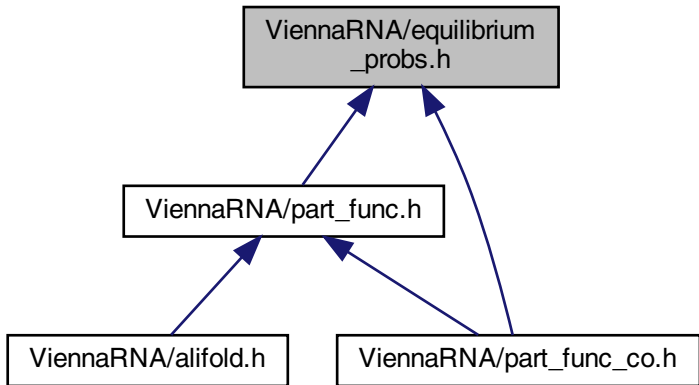 ViennaRNA/equilibrium
_probs.h
ViennaRNA/part_func.h
ViennaRNA/alifold.h
ViennaRNA/part_func_co.h